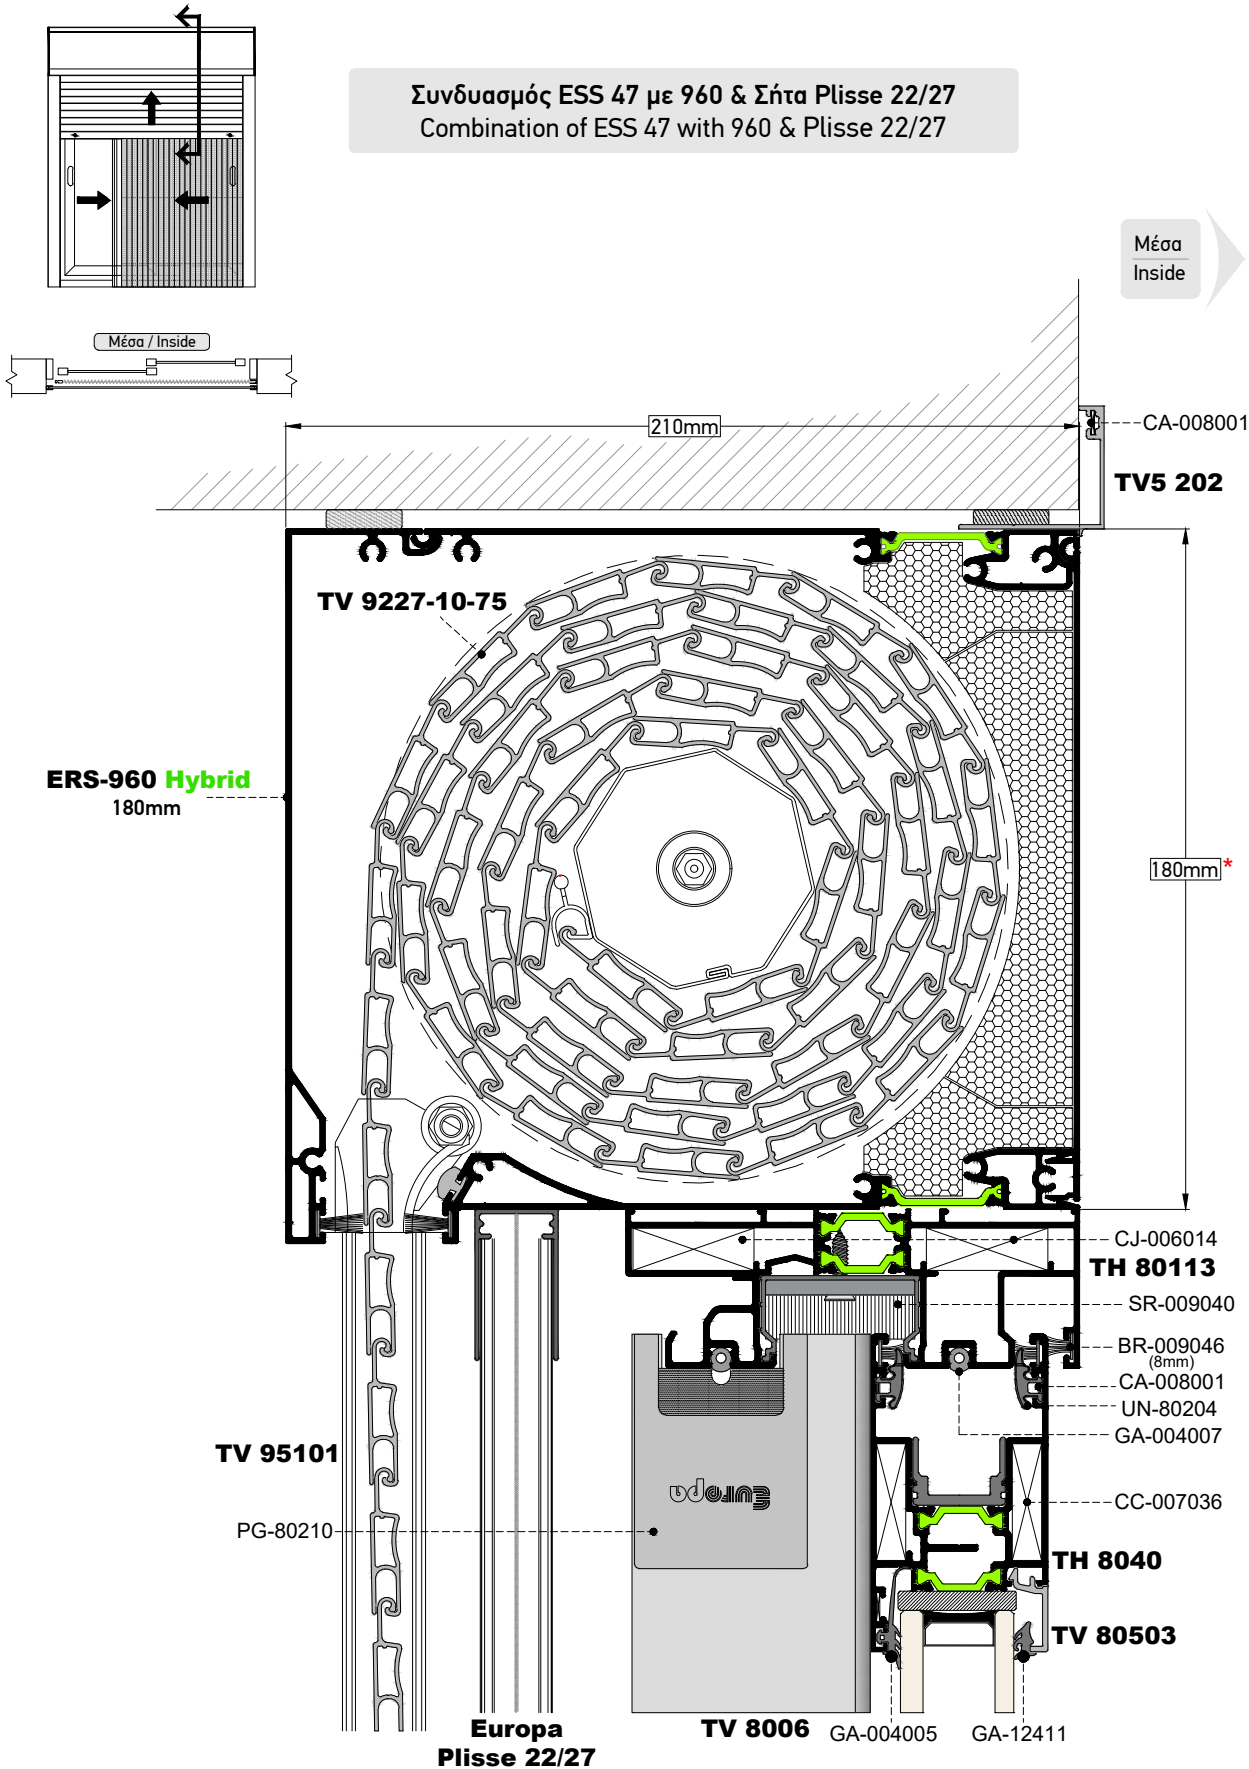 Συνδυασμός ESS 47 με 960 & Σήτα Plisse 22/27
Combination of ESS 47 with 960 & Plisse 22/27
Μέσα
Inside
Μέσα / Inside
210mm
CA-008001
TV5 202
TV 9227-10-75
ERS-960 Hybrid
180mm
180mm*
CJ-006014
TH 80113
SR-009040
BR-009046
(8mm)
CA-008001
UN-80204
GA-004007
TV 95101
europa
CC-007036
PG-80210
TH 8040
TV 80503
Europa
Plisse 22/27
TV 8006
GA-004005
GA-12411